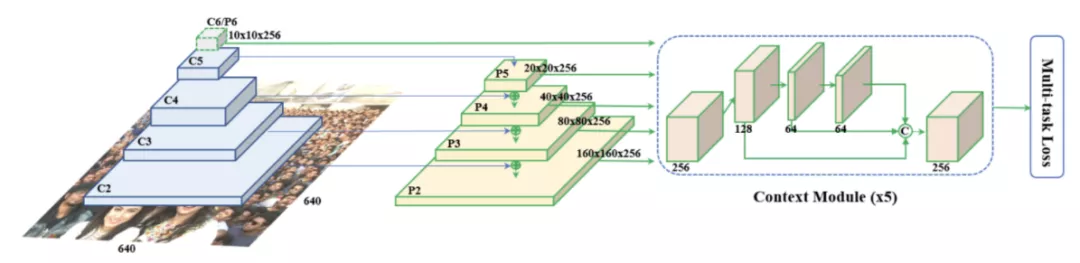 C6/P6
10x10x256
C5
C4
C3
C2
640
640
P5
20x20x256
P4
40x40x256
P3
80x80x256
P2
160x160x256
256
128
64
64
C
256
Context Module (x5)
Multi-task Loss